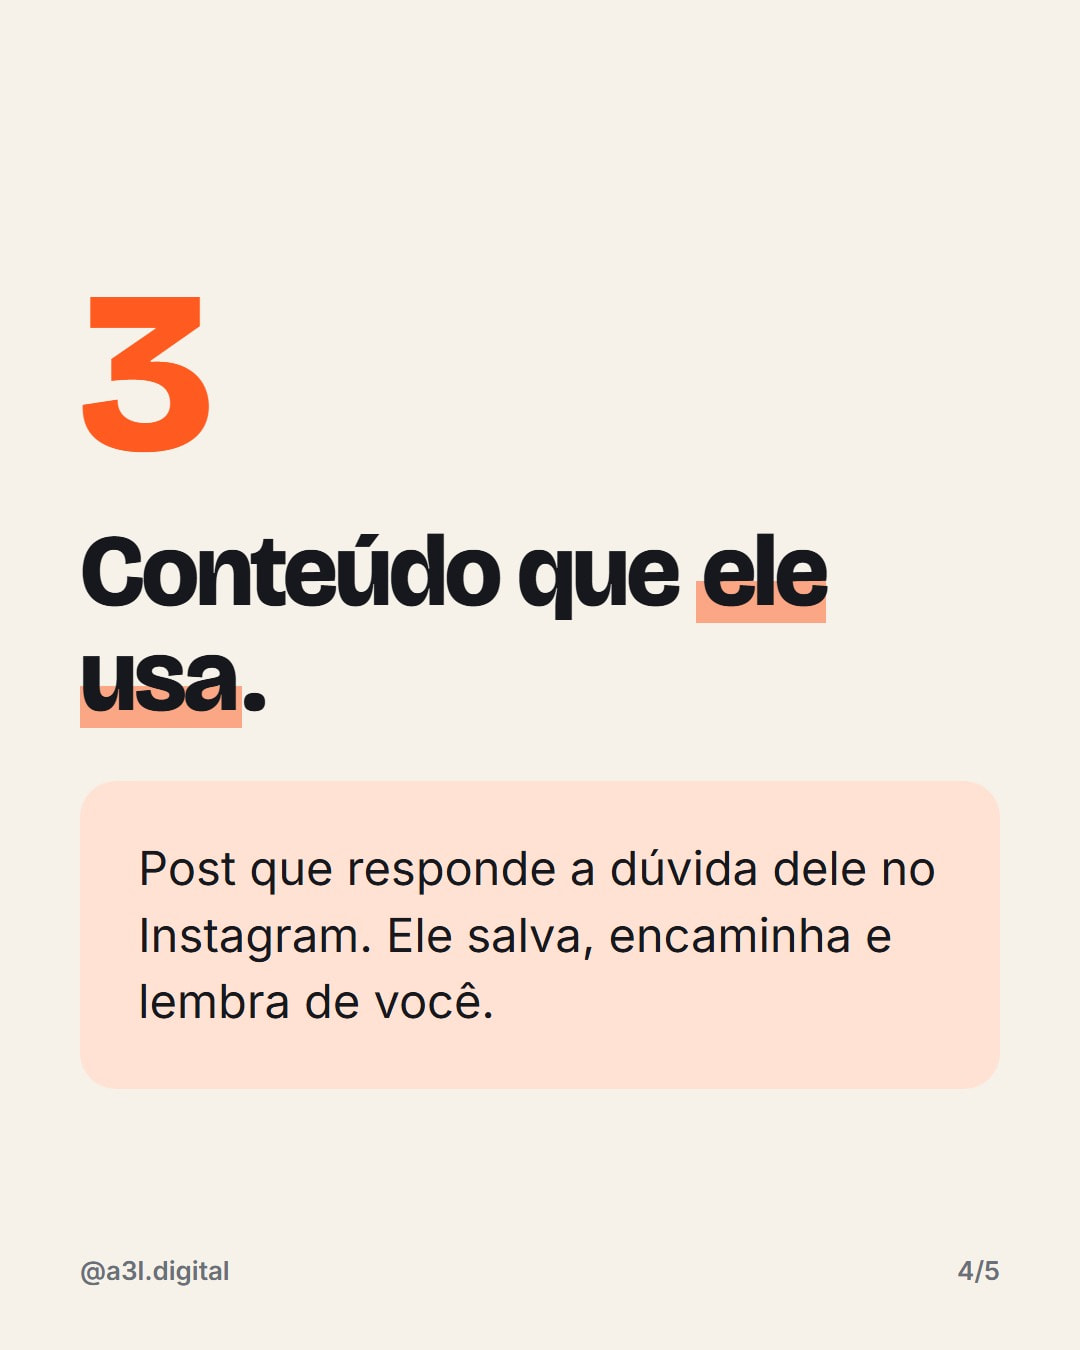 3
Conteúdo que ele
usa.
Post que responde a dúvida dele no
Instagram. Ele salva, encaminha e
lembra de você.
@a3l.digital
4/5